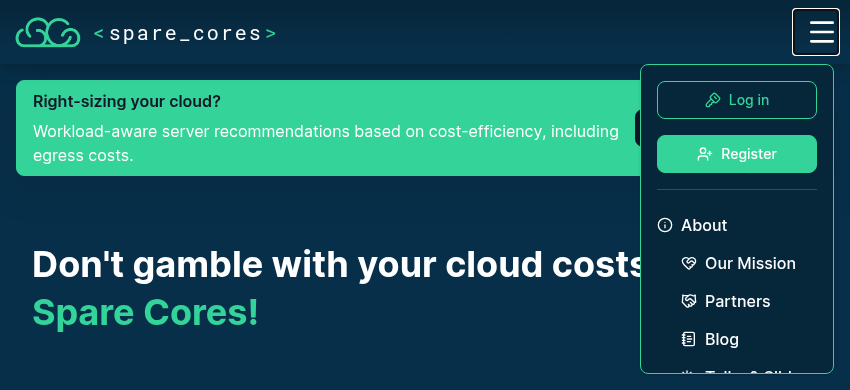 <spare_cores>
Log in
Register
Right-sizing your cloud?
Workload-aware server recommendations based on cost-efficiency, including
egress costs.
Don't gamble with your cloud costs
Spare Cores!
About
Our Mission
Partners
Blog